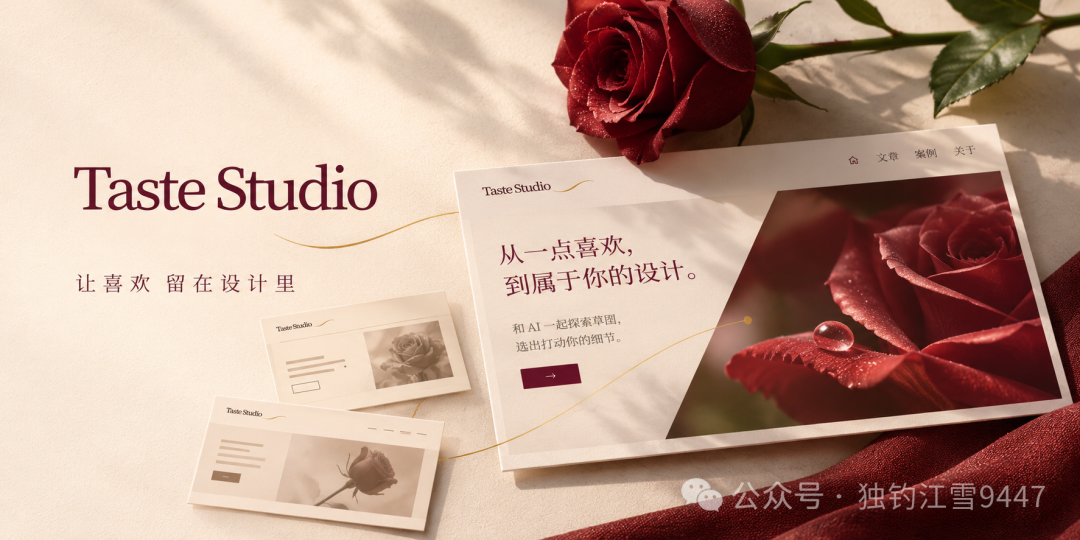 Taste Studio
让喜欢 留在设计里
Taste Studio
文章 案例 关于
从一点喜欢,
到属于你的设计。
和 AI 一起探索草图,
选出打动你的细节。
→
Taste Studio
Taste Studio
公众号 · 独钓江雪9447